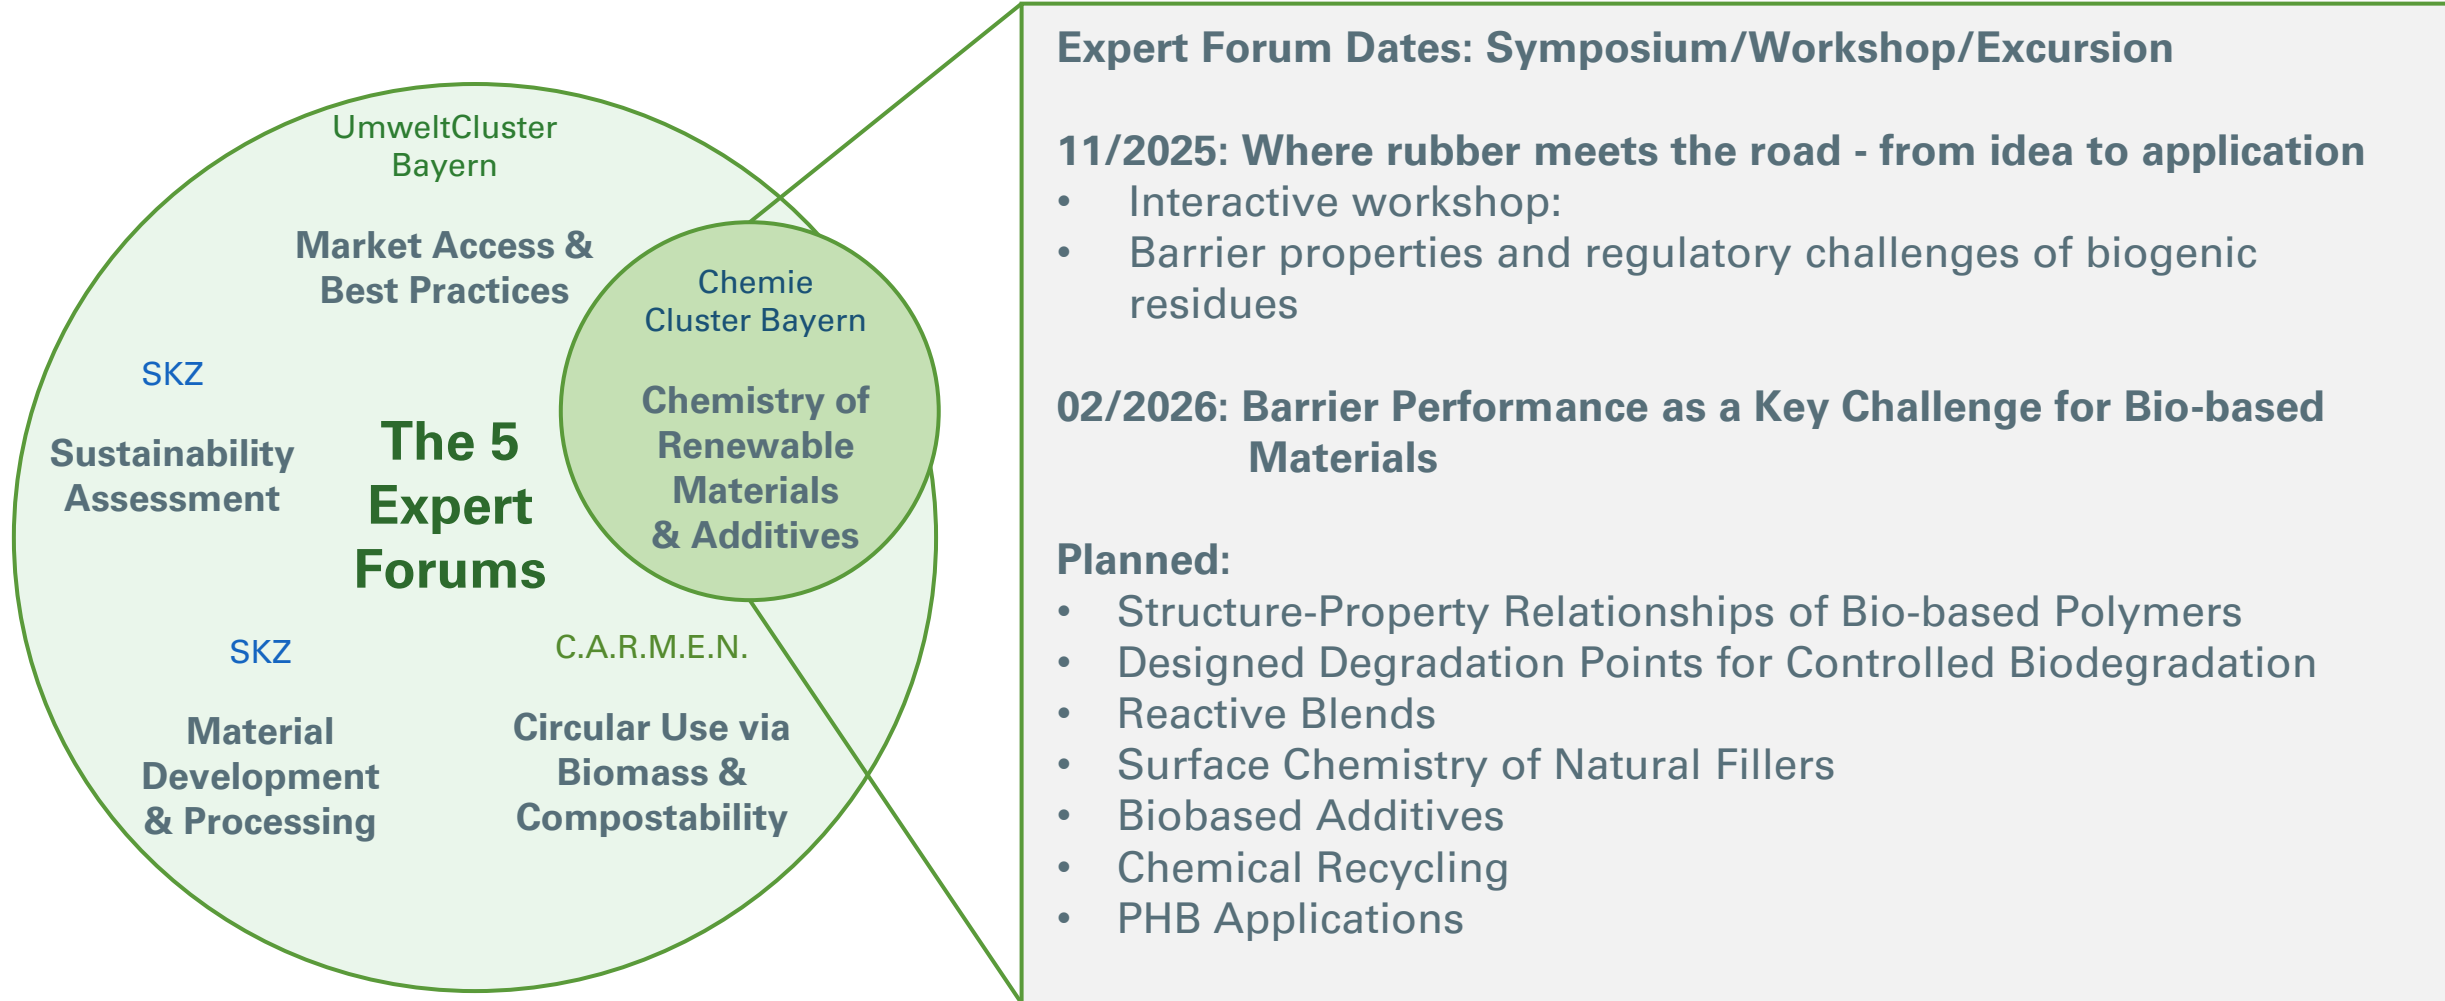 UmweltCluster
Bayern
Market Access &
Best Practices
Chemie
Cluster Bayern
Chemistry of
Renewable
Materials
& Additives
SKZ
Sustainability
Assessment
The 5
Expert
Forums
SKZ
Material
Development
& Processing
C.A.R.M.E.N.
Circular Use via
Biomass &
Compostability
Expert Forum Dates: Symposium/Workshop/Excursion
11/2025: Where rubber meets the road - from idea to application
• Interactive workshop:
• Barrier properties and regulatory challenges of biogenic
residues
02/2026: Barrier Performance as a Key Challenge for Bio-based
Materials
Planned:
• Structure-Property Relationships of Bio-based Polymers
• Designed Degradation Points for Controlled Biodegradation
• Reactive Blends
• Surface Chemistry of Natural Fillers
• Biobased Additives
• Chemical Recycling
• PHB Applications